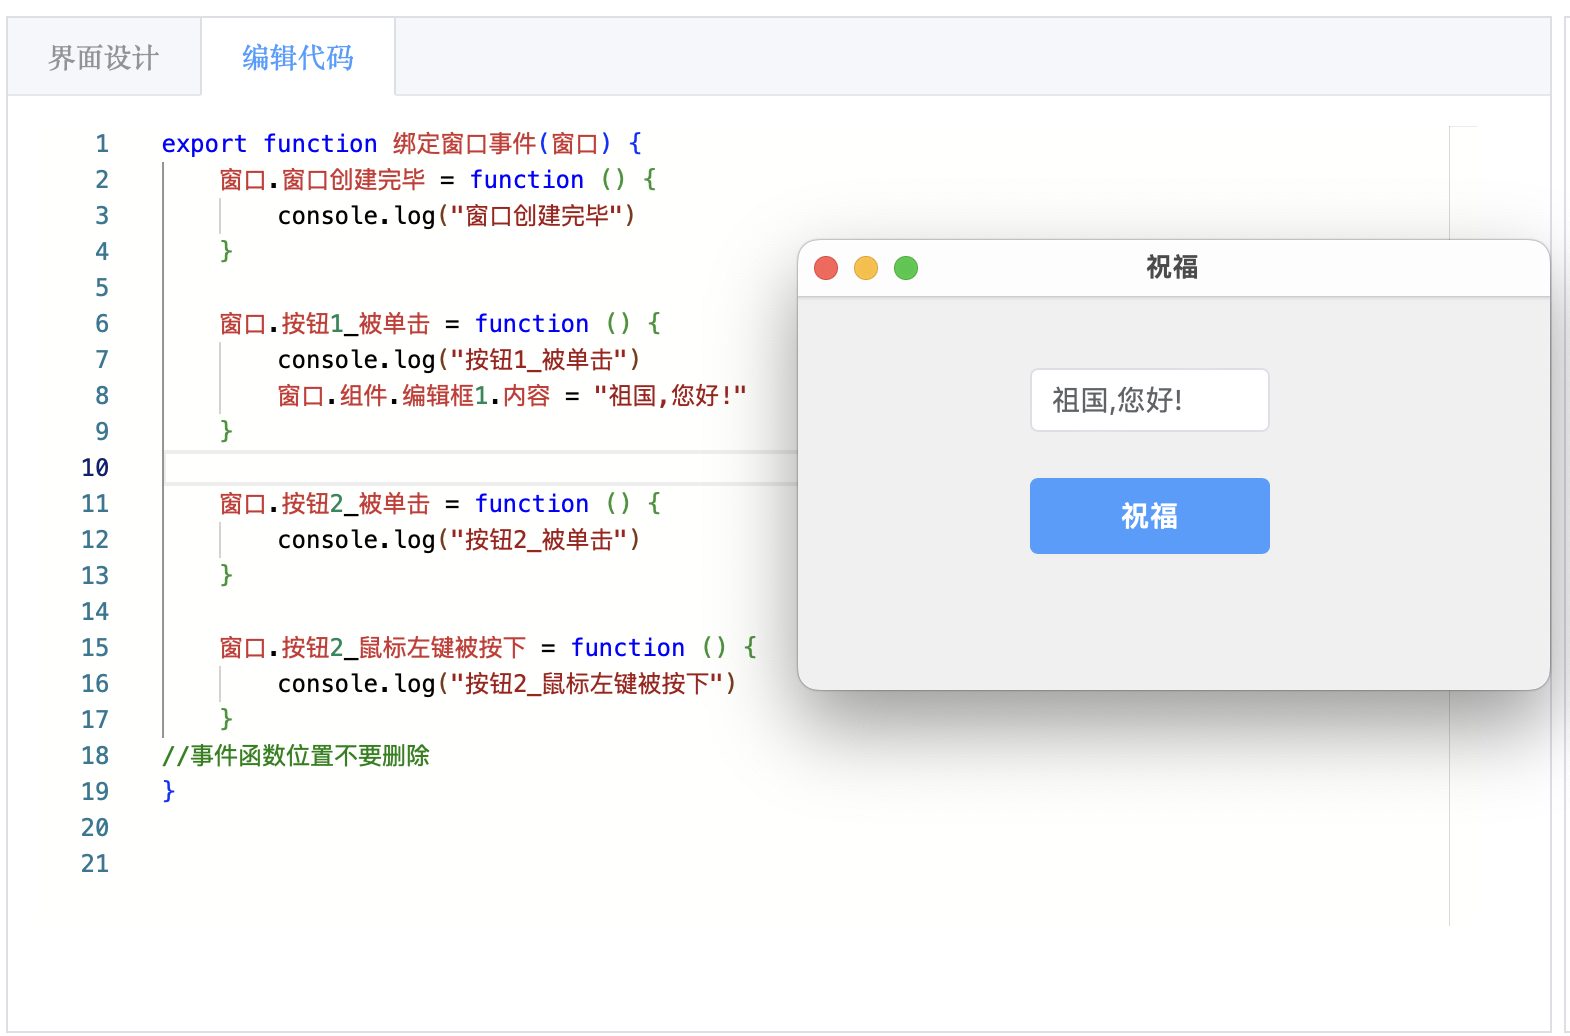 界面设计
编辑代码
1 export function 绑定窗口事件(窗口) {
2 窗口.窗口创建完毕 = function () {
3 console.log("窗口创建完毕")
4 }
5
6 窗口.按钮1_被单击 = function () {
7 console.log("按钮1_被单击")
8 窗口.组件.编辑框1.内容 = "祖国,您好!"
9 }
10
11 窗口.按钮2_被单击 = function () {
12 console.log("按钮2_被单击")
13 }
14
15 窗口.按钮2_鼠标左键被按下 = function () {
16 console.log("按钮2_鼠标左键被按下")
17 }
18 //事件函数位置不要删除
19 }
20
21
祝福
祖国,您好!
祝福